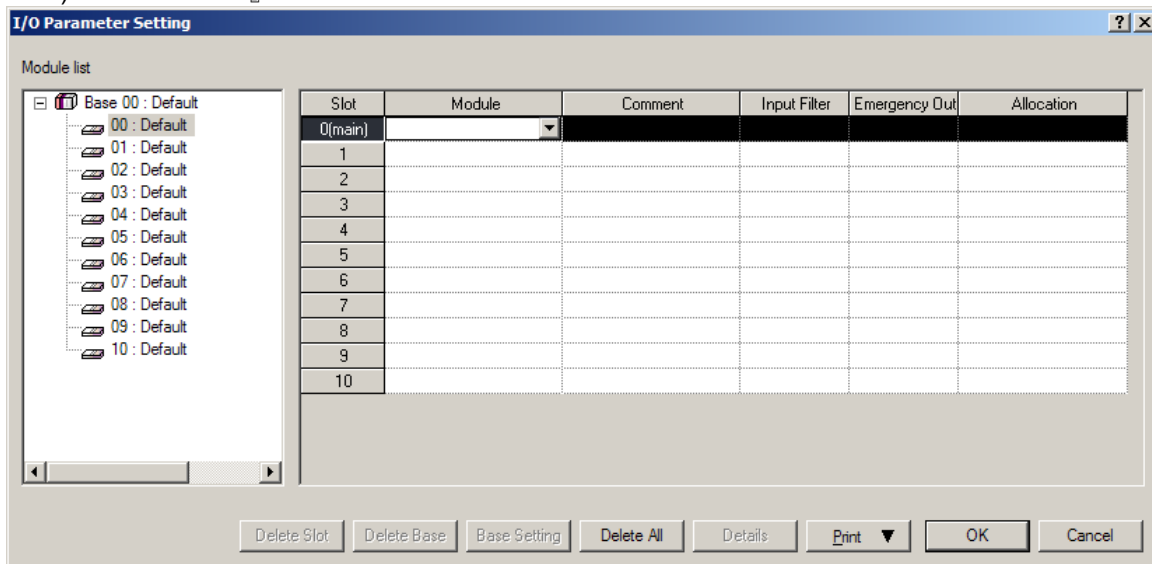 I/O Parameter Setting
Module list
Base 00 : Default
00 : Default
01 : Default
02 : Default
03 : Default
04 : Default
05 : Default
06 : Default
07 : Default
08 : Default
09 : Default
10 : Default
Slot Module Comment Input Filter Emergency Out Allocation
0(main)
1
2
3
4
5
6
7
8
9
10
Delete Slot Delete Base Base Setting Delete All Details Print OK Cancel